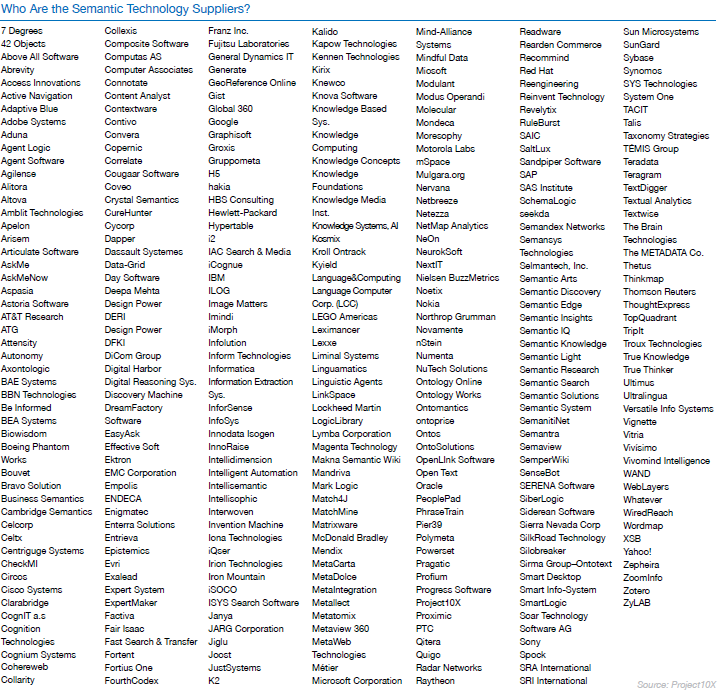 Who Are the Semantic Technology Suppliers?
7 Degrees
42 Objects
Above All Software
Abrevity
Access Innovations
Active Navigation
Adaptive Blue
Adobe Systems
Aduna
Agent Logic
Agent Software
Agilense
Alitora
Altova
Amblit Technologies
Apelon
Arisem
Articulate Software
AskMe
AskMeNow
Aspasia
Astoria Software
AT&T Research
ATG
Attensity
Autonomy
Axontologic
BAE Systems
BBN Technologies
Be Informed
BEA Systems
Biowisdom
Boeing Phantom
Works
Bouvet
Bravo Solution
Business Semantics
Cambridge Semantics
Celcorp
Celtx
Centriguge Systems
CheckMI
Circos
Cisco Systems
Clarabridge
CognIT a.s
Cognition
Technologies
Cognium Systems
Cohereweb
Collarity
Collexis
Composite Software
Computas AS
Computer Associates
Connotate
Content Analyst
Contextware
Contivo
Convera
Copernic
Correlate
Cougaar Software
Coveo
Crystal Semantics
CureHunter
Cycorp
Dapper
Dassault Systemes
Data-Grid
Day Software
Deepa Mehta
Design Power
DERI
Design Power
DFKI
DiCom Group
Digital Harbor
Digital Reasoning Sys.
Discovery Machine
DreamFactory
Software
EasyAsk
Effective Soft
Ektron
EMC Corporation
Empolis
ENDECA
Enigmatec
Enterra Solutions
Entrieva
Epistemics
Evri
Exalead
Expert System
ExpertMaker
Factiva
Fair Isaac
Fast Search & Transfer
Fortent
Fortius One
FourthCodex
Franz Inc.
Fujitsu Laboratories
General Dynamics IT
Generate
GeoReference Online
Gist
Global 360
Google
Graphisoft
Groxis
Gruppometa
H5
hakia
HBS Consulting
Hewlett-Packard
Hypertable
i2
IAC Search & Media
iCognue
IBM
ILOG
Image Matters
Imindi
iMorph
Infolution
Inform Technologies
Informatica
Information Extraction
Sys.
InforSense
InfoSys
Innodata Isogen
InnoRaise
Intellidimension
Intelligent Automation
Intellisemantic
Intellisophic
Interwoven
Invention Machine
Iona Technologies
iQser
Irion Technologies
Iron Mountain
iSOCO
ISYS Search Software
Janya
JARG Corporation
Jiglu
Joost
JustSystems
K2
Kalido
Kapow Technologies
Kennen Technologies
Kirix
Knewco
Knova Software
Knowledge Based
Sys.
Knowledge
Computing
Knowledge Concepts
Knowledge
Foundations
Knowledge Media
Inst.
Knowledge Systems, AI
Kosmix
Kroll Ontrack
Kyield
Language&Computing
Language Computer
Corp. (LCC)
LEGO Americas
Leximancer
Lexxe
Liminal Systems
Linguamatics
Linguistic Agents
LinkSpace
Lockheed Martin
LogicLibrary
Lymba Corporation
Magenta Technology
Makna Semantic Wiki
Mandriva
Mark Logic
Match4J
MatchMine
Matrixware
McDonald Bradley
Mendix
MetaCarta
MetaDolce
MetaIntegration
Metallect
Metatomix
Metaview 360
MetaWeb
Technologies
Métier
Microsoft Corporation
Mind-Alliance
Systems
Mindful Data
Miosoft
Modulant
Modus Operandi
Molecular
Mondeca
Moresophy
Motorola Labs
mSpace
Mulgara.org
Nervana
Netbreeze
Netezza
NetMap Analytics
NeOn
NeurokSoft
NextIT
Nielsen BuzzMetrics
Noetix
Nokia
Northrop Grumman
Novamente
nStein
Numenta
NuTech Solutions
Ontology Online
Ontology Works
Ontomantics
ontoprise
Ontos
OntoSolutions
OpenLInk Software
Open Text
Oracle
PeoplePad
PhraseTrain
Pier39
Polymeta
Powerset
Pragatic
Profium
Progress Software
Project10X
Proximic
PTC
Qitera
Quigo
Radar Networks
Raytheon
Readware
Rearden Commerce
Recommind
Red Hat
Reengineering
Reinvent Technology
Revelytix
RuleBurst
SAIC
SaltLux
Sandpiper Software
SAP
SAS Institute
SchemaLogic
seekda
Semandex Networks
Semansys
Technologies
Selmantech, Inc.
Semantic Arts
Semantic Discovery
Semantic Edge
Semantic Insights
Semantic IQ
Semantic Knowledge
Semantic Light
Semantic Research
Semantic Search
Semantic Solutions
Semantic System
SemanitiNet
Semantra
Semaview
SemperWiki
SenseBot
SERENA Software
SiberLogic
Siderean Software
Sierra Nevada Corp
SilkRoad Technology
Silobreaker
Sirma Group–Ontotext
Smart Desktop
Smart Info-System
SmartLogic
Soar Technology
Software AG
Sony
Spock
SRA International
SRI International
Sun Microsystems
SunGard
Sybase
Synomos
SYS Technologies
System One
TACIT
Talis
Taxonomy Strategies
TÉMIS Group
Teradata
Teragram
TextDigger
Textual Analytics
Textwise
The Brain
Technologies
The METADATA Co.
Thetus
Thinkmap
Thomson Reuters
ThoughtExpress
TopQuadrant
TripIt
Troux Technologies
True Knowledge
True Thinker
Ultimus
Ultralingua
Versatile Info Systems
Vignette
Vitria
Vivisimo
Vivomind Intelligence
WAND
WebLayers
Whatever
WiredReach
Wordmap
XSB
Yahoo!
Zepheira
ZoomInfo
Zotero
ZyLAB
Source: Project10X